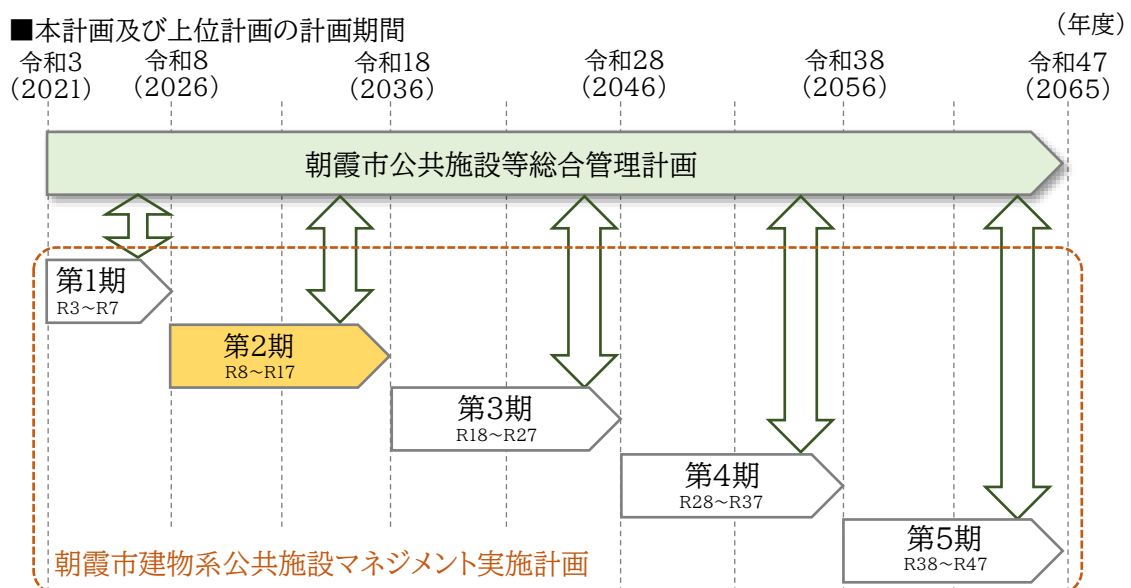 ■本計画及び上位計画の計画期間
（年度）
令和3 令和8 令和18 令和28 令和38 令和47
（2021） （2026） （2036） （2046） （2056） （2065）
朝霞市公共施設等総合管理計画
第1期
R3～R7
第2期
R8～R17
第3期
R18～R27
第4期
R28～R37
第5期
R38～R47
朝霞市建物系公共施設マネジメント実施計画